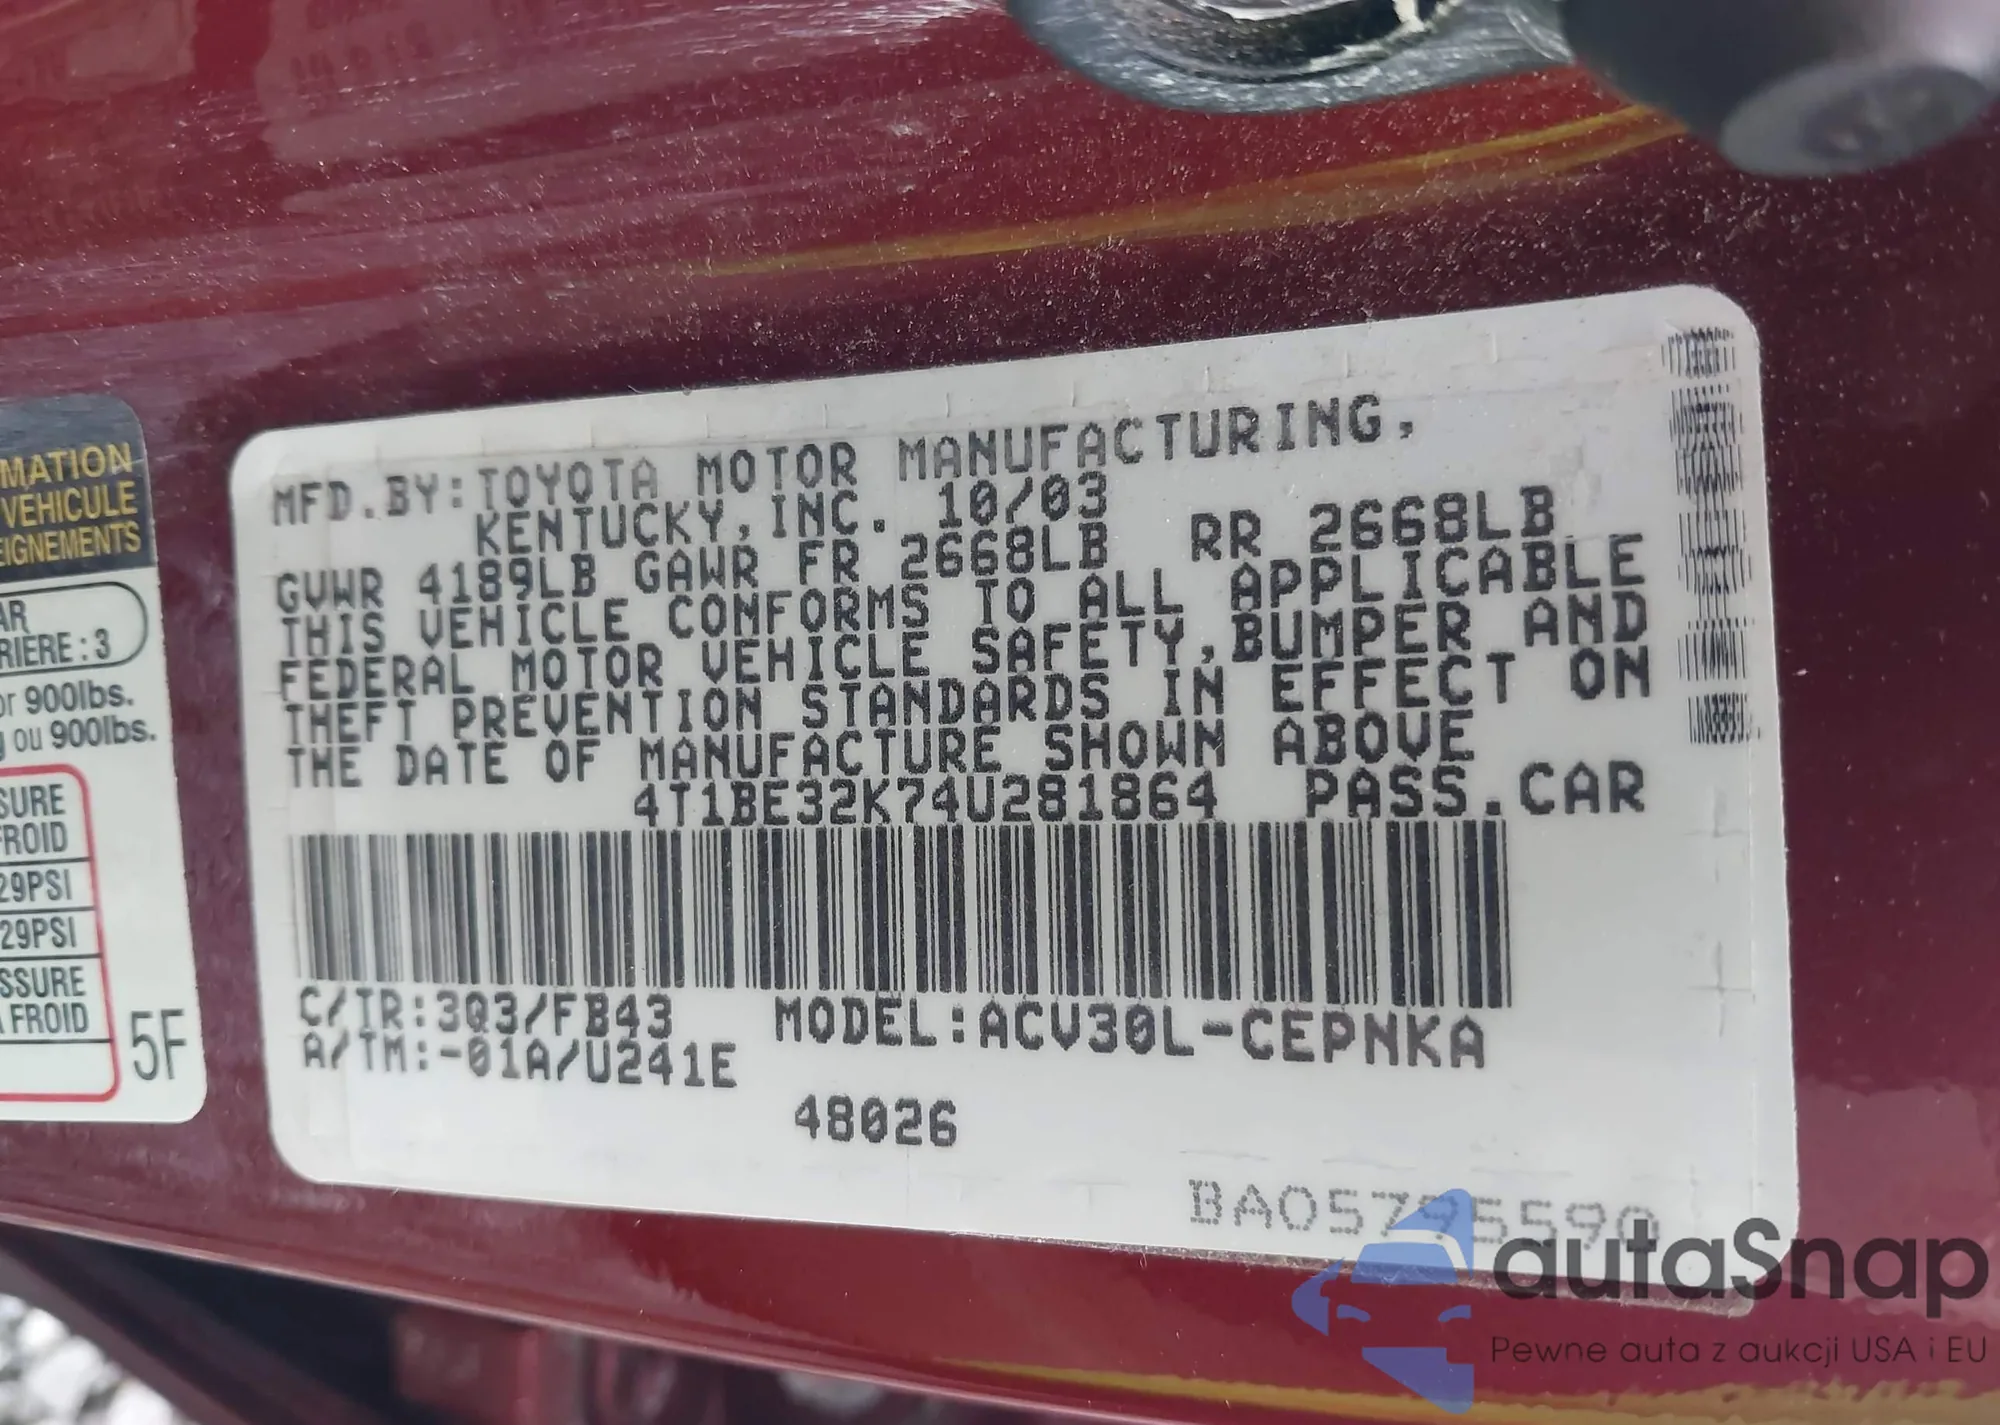 MATION
VEHICULE
EIGNEMENTS
AR
RIERE : 3
or 900lbs.
ou 900lbs.
SURE
FROID
29PSI
29PSI
SSURE
FROID
5F
MFD.BY:TOYOTA MOTOR MANUFACTURING,
KENTUCKY,INC. 10/03
GVWR 4189LB GAWR FR 2668LB RR 2668LB
THIS VEHICLE CONFORMS TO ALL APPLICABLE
FEDERAL MOTOR VEHICLE SAFETY,BUMPER AND
THEFT PREVENTION STANDARDS IN EFFECT ON
THE DATE OF MANUFACTURE SHOWN ABOVE
4T1BE32K74U281864 PASS.CAR
C/TR:3Q3/FB43 MODEL:ACV30L-CEPNKA
A/TM:-01A/U241E
48026
BA05795590
autaSnap
Pewne auta z aukcji USA i EU